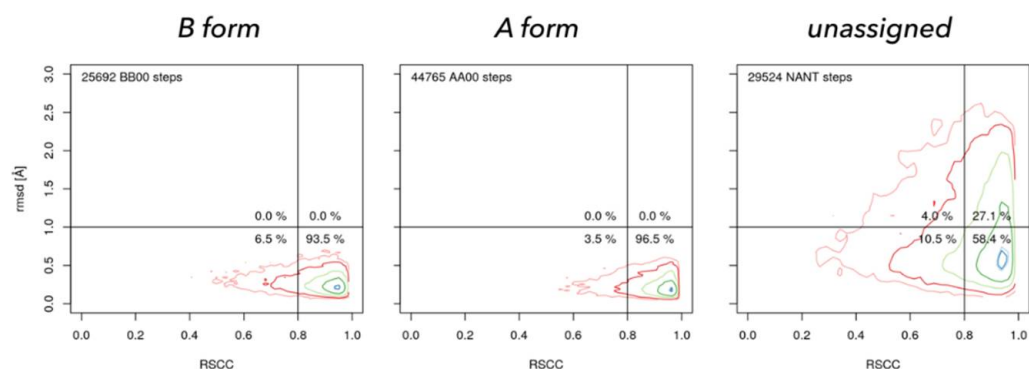 B form
A form
unassigned
25692 BB00 steps
44765 AA00 steps
29524 NANT steps
rmsd [Å]
3.0
2.5
2.0
1.5
1.0
0.5
0.0
0.0 % 0.0 %
6.5 % 93.5 %
0.0 % 0.0 %
3.5 % 96.5 %
4.0 % 27.1 %
10.5 % 58.4 %
0.0 0.2 0.4 0.6 0.8 1.0
0.0 0.2 0.4 0.6 0.8 1.0
0.0 0.2 0.4 0.6 0.8 1.0
RSCC
RSCC
RSCC